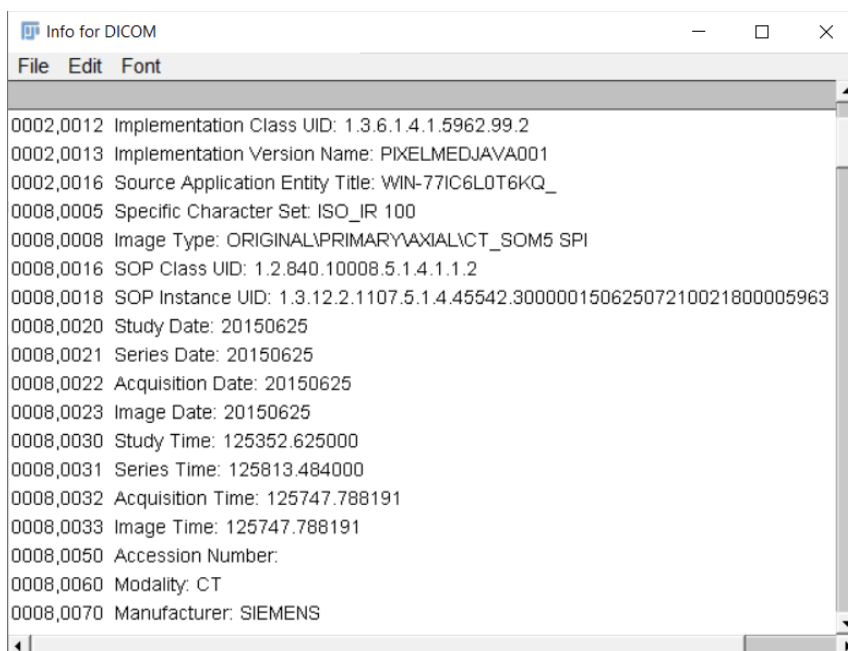 Info for DICOM
File Edit Font
0002,0012 Implementation Class UID: 1.3.6.1.4.1.5962.99.2
0002,0013 Implementation Version Name: PIXELMEDJAVA001
0002,0016 Source Application Entity Title: WIN-77IC6L0T6KQ_
0008,0005 Specific Character Set: ISO_IR 100
0008,0008 Image Type: ORIGINAL\PRIMARY\AXIAL\CT_SOM5 SPI
0008,0016 SOP Class UID: 1.2.840.10008.5.1.4.1.1.2
0008,0018 SOP Instance UID: 1.3.12.2.1107.5.1.4.45542.30000015062507210021800005963
0008,0020 Study Date: 20150625
0008,0021 Series Date: 20150625
0008,0022 Acquisition Date: 20150625
0008,0023 Image Date: 20150625
0008,0030 Study Time: 125352.625000
0008,0031 Series Time: 125813.484000
0008,0032 Acquisition Time: 125747.788191
0008,0033 Image Time: 125747.788191
0008,0050 Accession Number:
0008,0060 Modality: CT
0008,0070 Manufacturer: SIEMENS